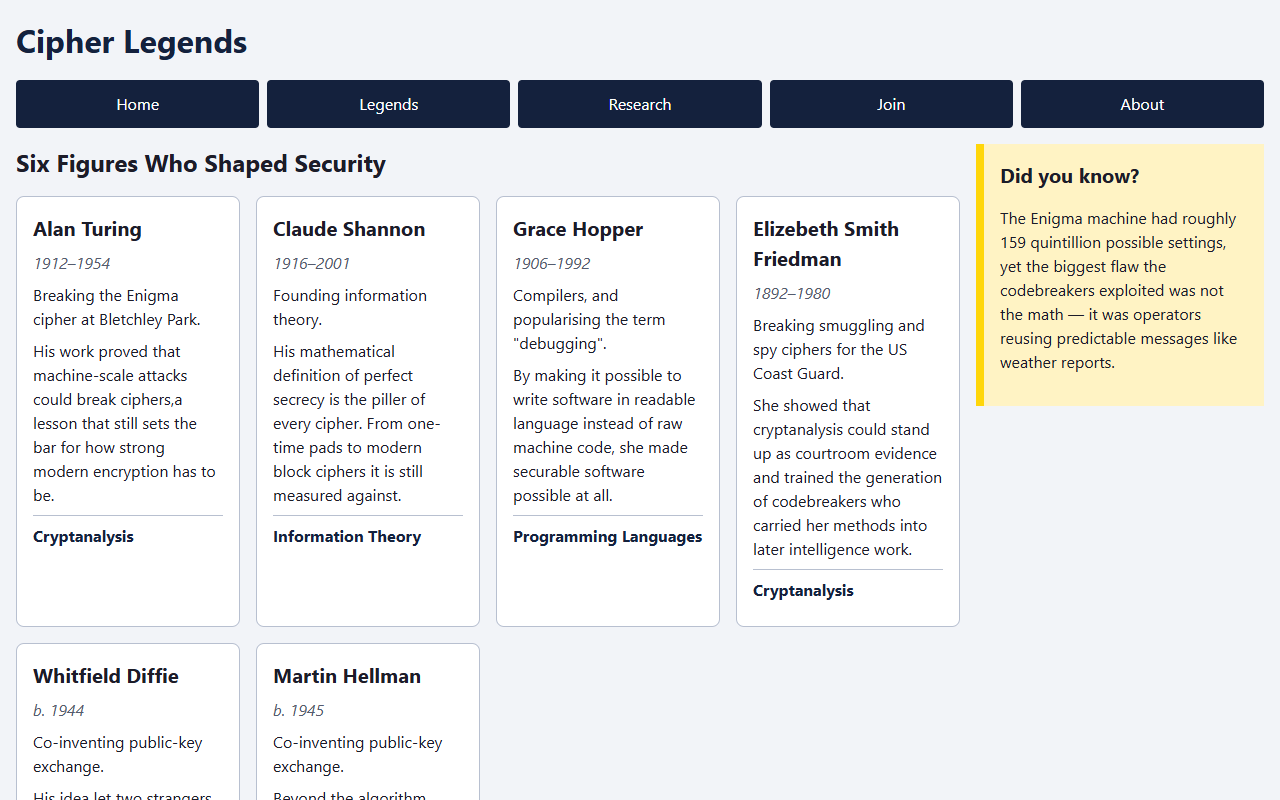 Cipher Legends
Home
Legends
Research
Join
About
Six Figures Who Shaped Security
Alan Turing
1912–1954
Breaking the Enigma
cipher at Bletchley Park.
His work proved that
machine-scale attacks
could break ciphers,a
lesson that still sets the
bar for how strong
modern encryption has to
be.
Cryptanalysis
Claude Shannon
1916–2001
Founding information
theory.
His mathematical
definition of perfect
secrecy is the piller of
every cipher. From one-
time pads to modern
block ciphers it is still
measured against.
Information Theory
Grace Hopper
1906–1992
Compilers, and
popularising the term
"debugging".
By making it possible to
write software in readable
language instead of raw
machine code, she made
securable software
possible at all.
Programming Languages
Elizebeth Smith
Friedman
1892–1980
Breaking smuggling and
spy ciphers for the US
Coast Guard.
She showed that
cryptanalysis could stand
up as courtroom evidence
and trained the generation
of codebreakers who
carried her methods into
later intelligence work.
Cryptanalysis
Whitfield Diffie
b. 1944
Co-inventing public-key
exchange.
His idea let two strangers
Martin Hellman
b. 1945
Co-inventing public-key
exchange.
Beyond the algorithm
Did you know?
The Enigma machine had roughly
159 quintillion possible settings,
yet the biggest flaw the
codebreakers exploited was not
the math — it was operators
reusing predictable messages like
weather reports.